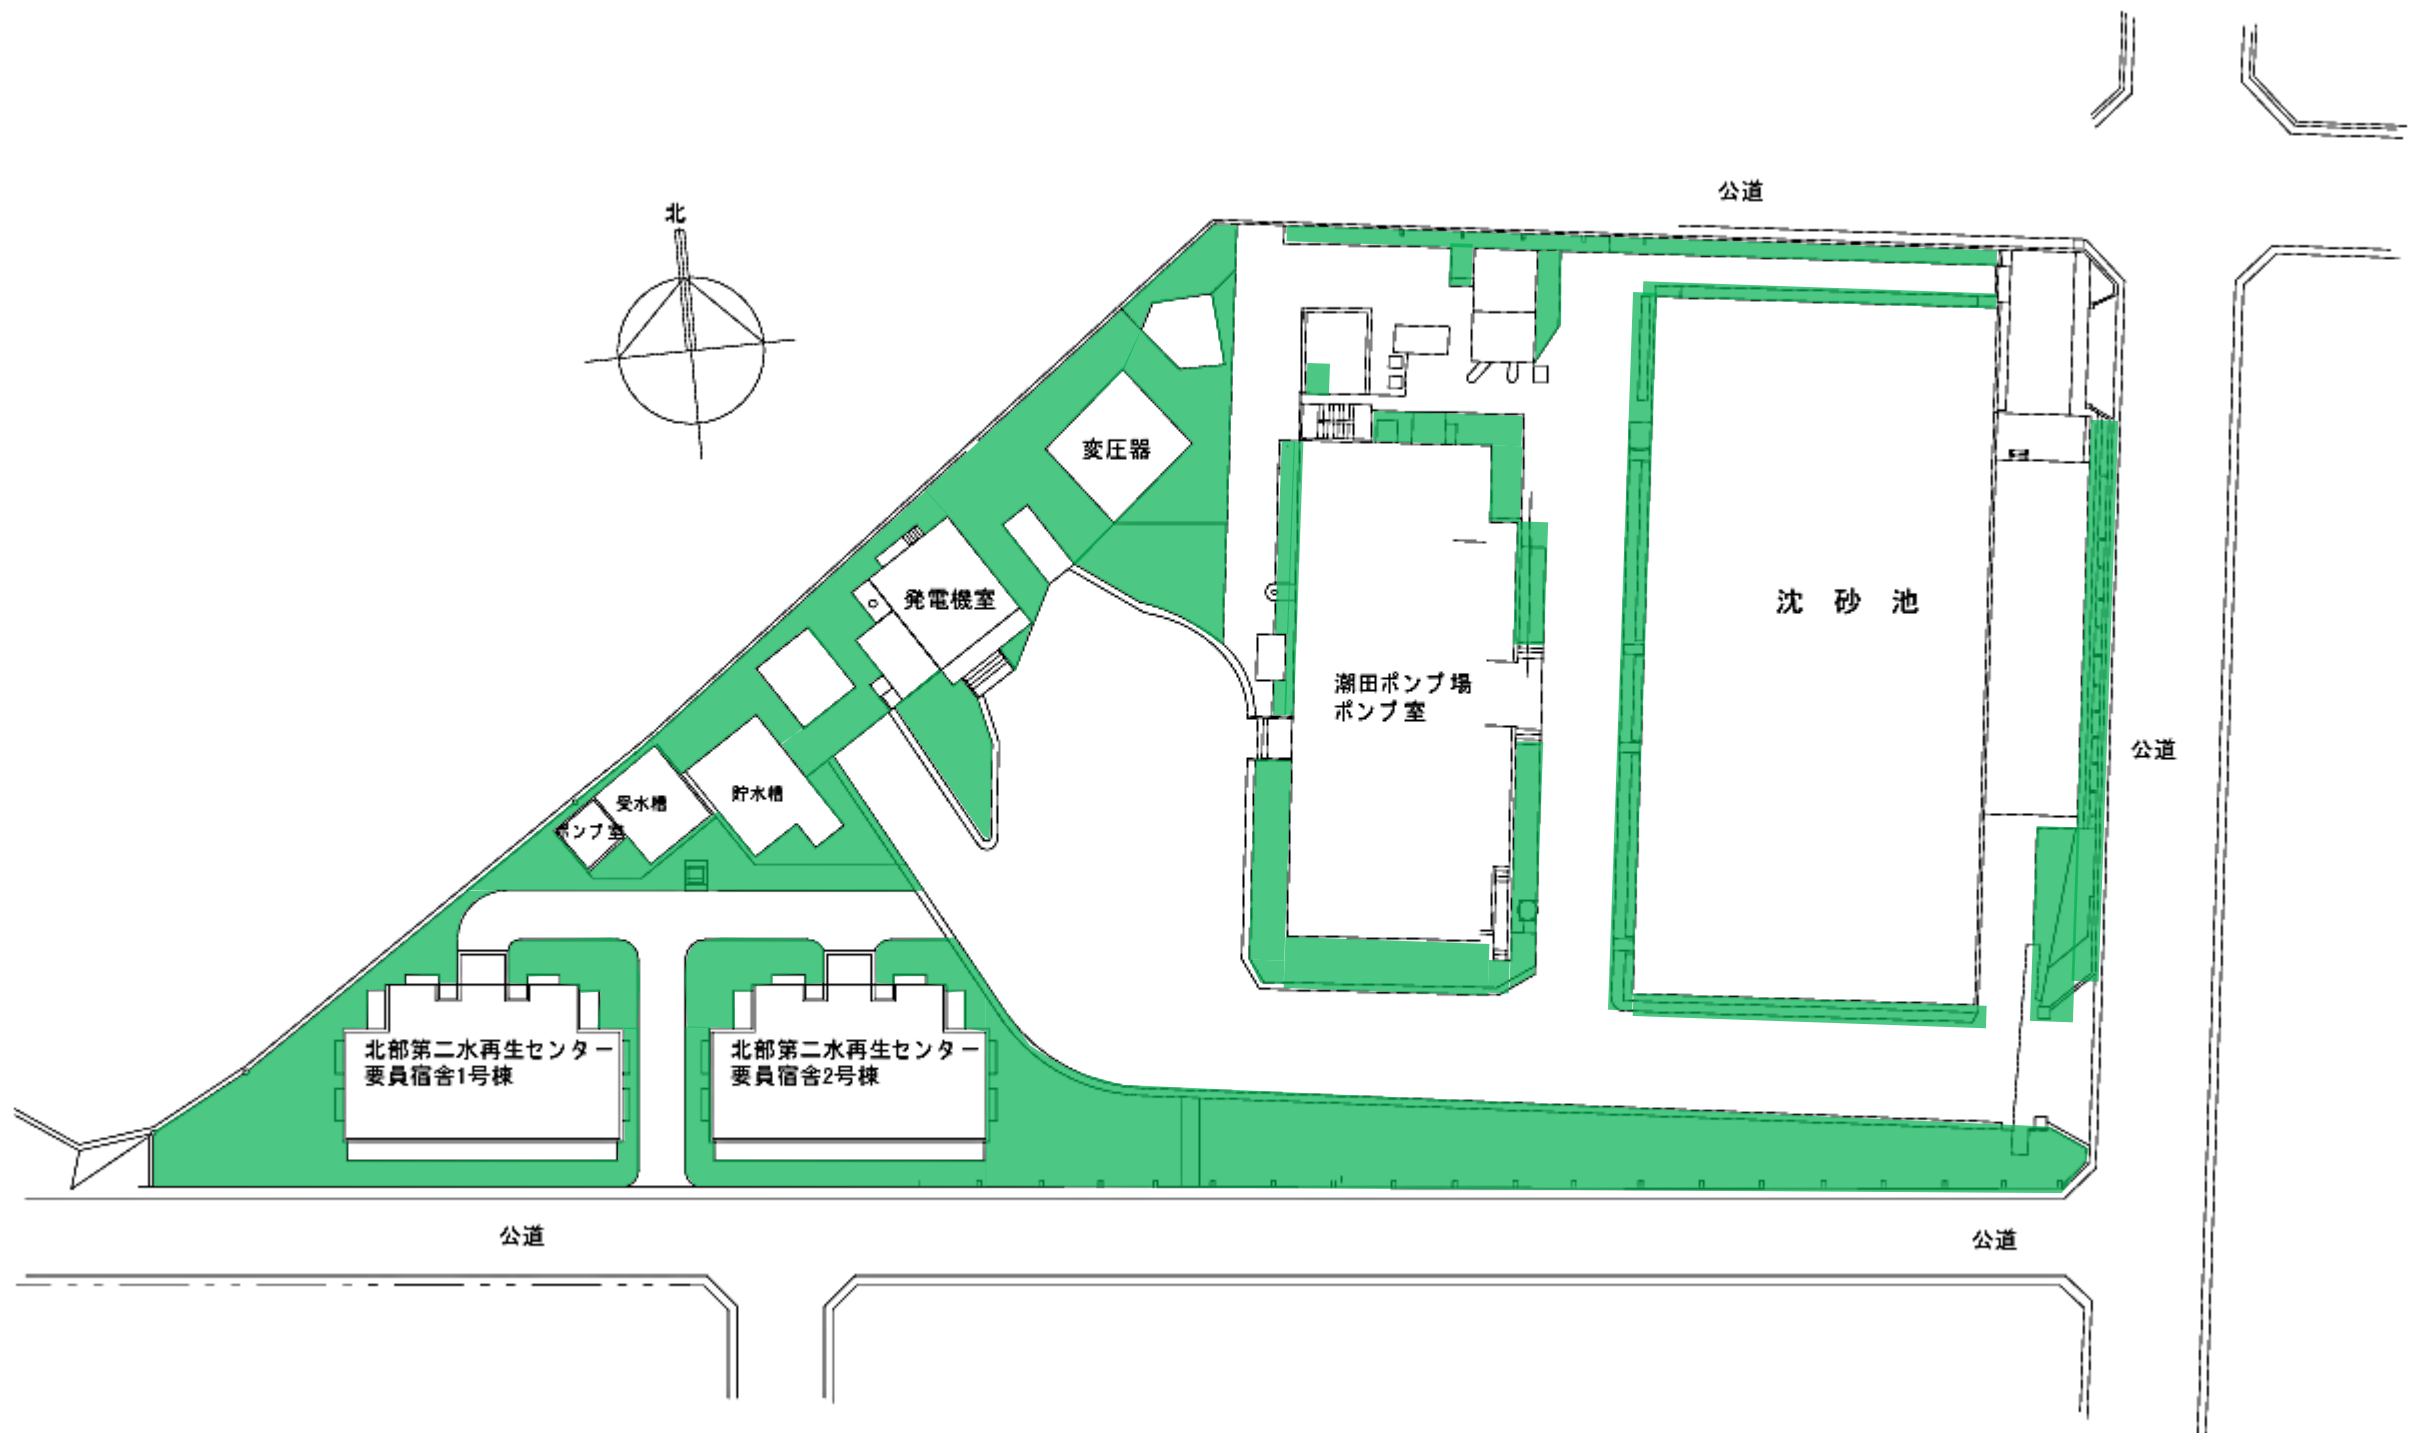 公道
北
変圧器
発電機室
沈 砂 池
潮田ポンプ場
ポンプ室
公道
貯水槽
受水槽
ポンプ室
北部第二水再生センター
要員宿舎1号棟
北部第二水再生センター
要員宿舎2号棟
公道
公道